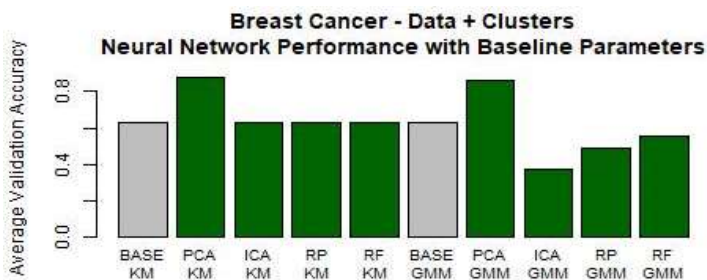 Breast Cancer - Data + Clusters
Neural Network Performance with Baseline Parameters
Average Validation Accuracy
0.8
0.4
0.0
BASE PCA ICA RP RF BASE PCA ICA RP RF
KM KM KM KM KM GMM GMM GMM GMM GMM